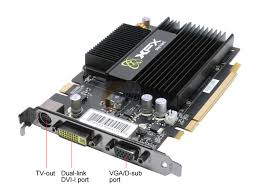 XFX
TV-out
Dual-link
DVI-I port
VGA/D-sub
port